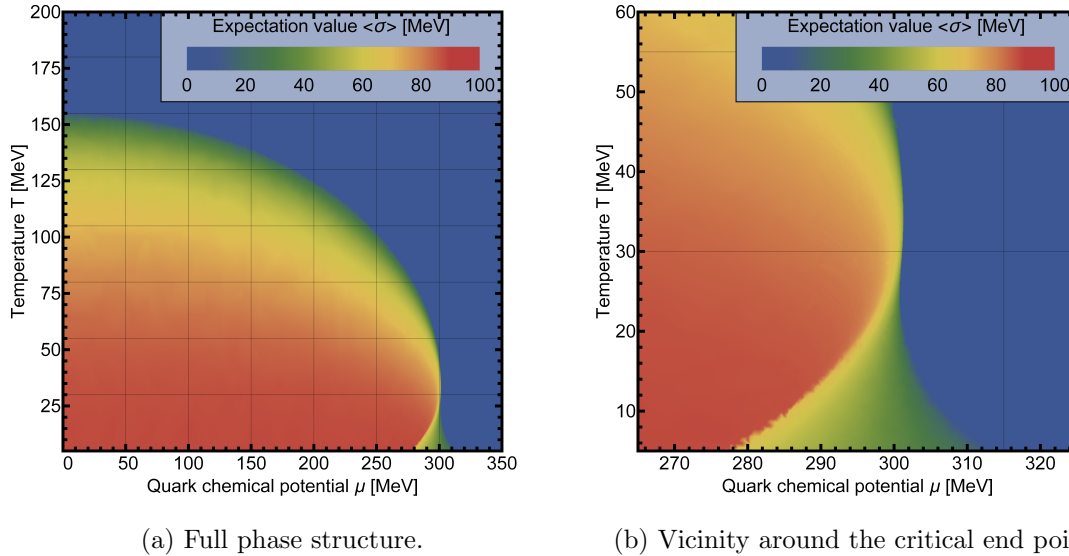 Expectation value <σ> [MeV]
0 20 40 60 80 100
200
175
150
125
100
75
50
25
Temperature T [MeV]
0 50 100 150 200 250 300 350
Quark chemical potential μ [MeV]
(a) Full phase structure.
Expectation value <σ> [MeV]
0 20 40 60 80 100
60
50
40
30
20
10
Temperature T [MeV]
270 280 290 300 310 320
Quark chemical potential μ [MeV]
(b) Vicinity around the critical end poi